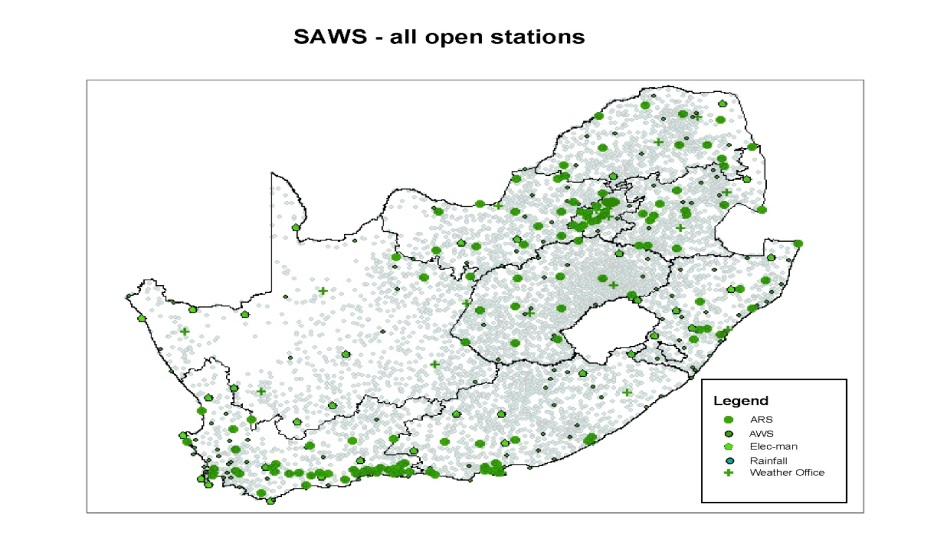 SAWS - all open stations
Legend
ARS
AWS
Elec-man
Rainfall
Weather Office